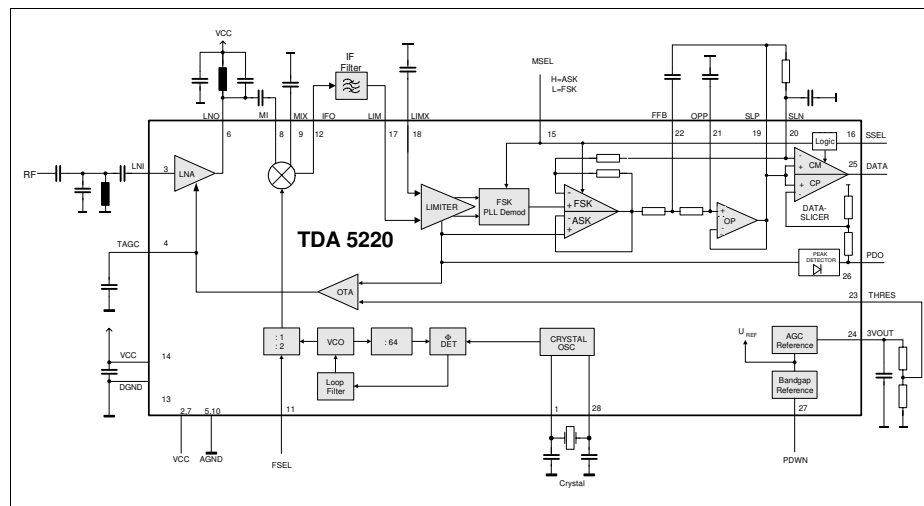 VCC
IF
Filter
MSEL
H=ASK
L=FSK
LNO
MI
MIX
IFO
LIM
LIMX
FFB
OPP
SLP
SLN
6
8
9
12
17
18
15
22
21
19
20
16
SSEL
Logic
RF
LNI
3
LNA
LIMITER
FSK
PLL Demod
-
+
FSK
-
ASK
+
+
-
OP
-
+
CM
+
CP
-
25
DATA
DATA-
SLICER
TDA 5220
TAGC
4
OTA
PEAK
DETECTOR
PDO
26
23
THRES
: 1
: 2
VCO
: 64
Φ
DET
CRYSTAL
OSC
U REF
AGC
Reference
24
3VOUT
Loop
Filter
Bandgap
Reference
VCC
14
DGND
13
2,7
5,10
11
1
28
27
VCC
AGND
FSEL
Crystal
PDWN